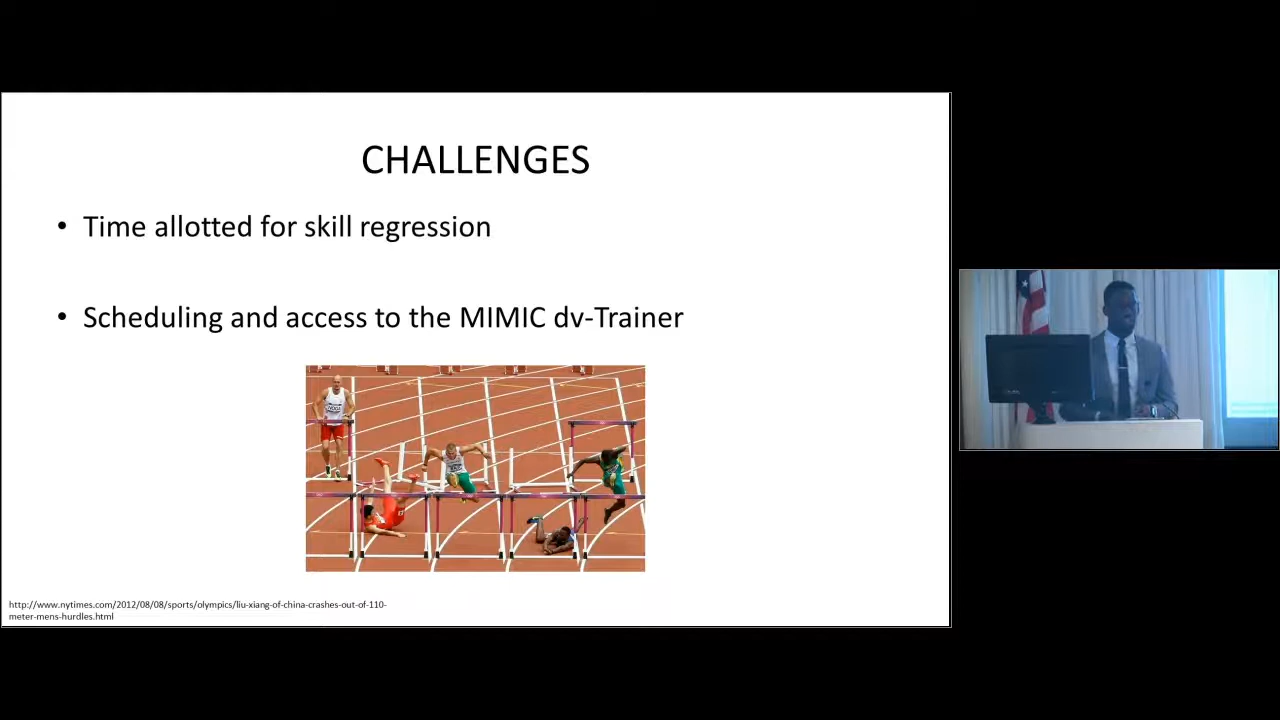 CHALLENGES
• Time allotted for skill regression
• Scheduling and access to the MIMIC dv-Trainer
http://www.nytimes.com/2012/08/08/sports/olympics/liu-xiang-of-china-crashes-out-of-110-
meter-mens-hurdles.html